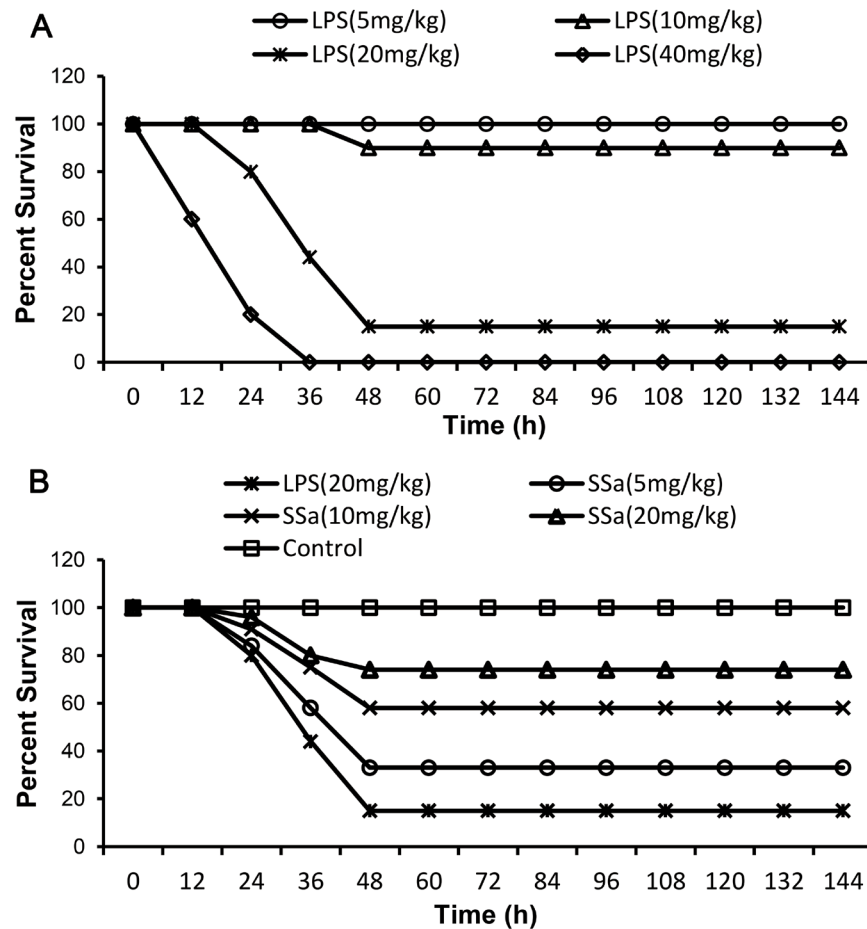 A
LPS(5mg/kg) LPS(10mg/kg)
LPS(20mg/kg) LPS(40mg/kg)
120
100
80
60
40
20
0
Percent Survival
0 12 24 36 48 60 72 84 96 108 120 132 144
Time (h)
B
LPS(20mg/kg) SSa(5mg/kg)
SSa(10mg/kg) SSa(20mg/kg)
Control
120
100
80
60
40
20
0
Percent Survival
0 12 24 36 48 60 72 84 96 108 120 132 144
Time (h)